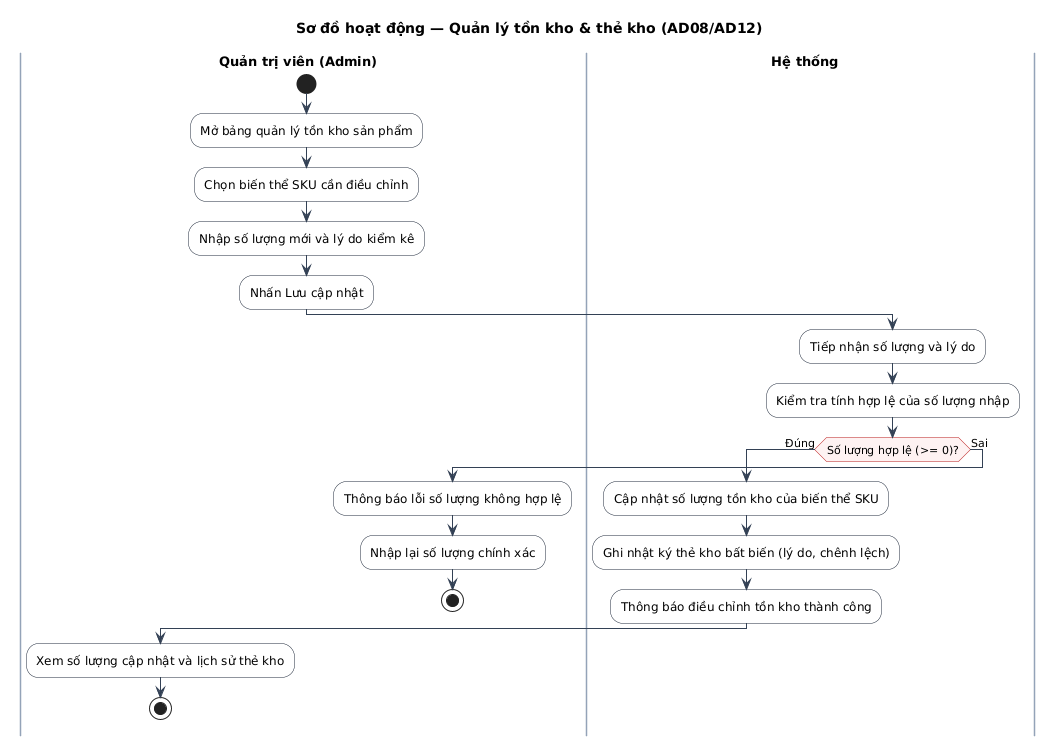 Sơ đồ hoạt động — Quản lý tồn kho & thẻ kho (AD08/AD12)
Quản trị viên (Admin)
Hệ thống
Mở bảng quản lý tồn kho sản phẩm
Chọn biến thể SKU cần điều chỉnh
Nhập số lượng mới và lý do kiểm kê
Nhấn Lưu cập nhật
Tiếp nhận số lượng và lý do
Kiểm tra tính hợp lệ của số lượng nhập
Đúng
Số lượng hợp lệ (>= 0)?
Sai
Thông báo lỗi số lượng không hợp lệ
Cập nhật số lượng tồn kho của biến thể SKU
Nhập lại số lượng chính xác
Ghi nhật ký thẻ kho bất biến (lý do, chênh lệch)
Thông báo điều chỉnh tồn kho thành công
Xem số lượng cập nhật và lịch sử thẻ kho